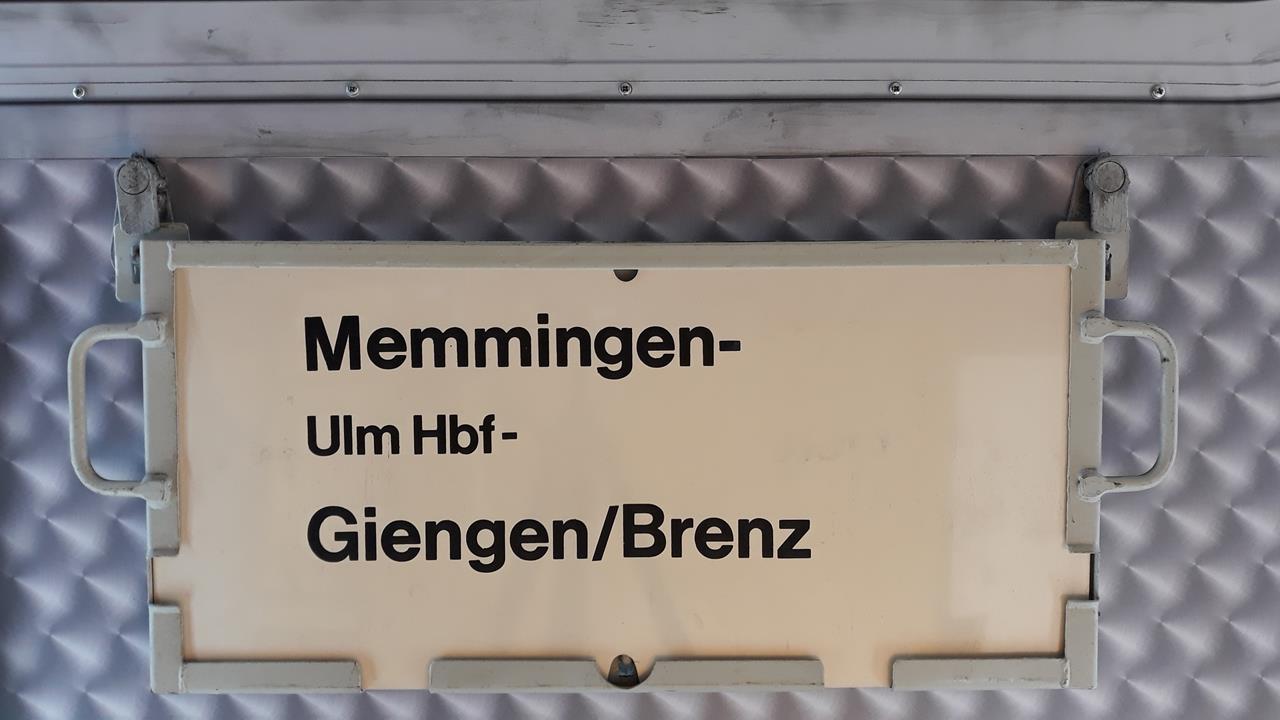 Memmingen-
Ulm Hbf-
Giengen/Brenz